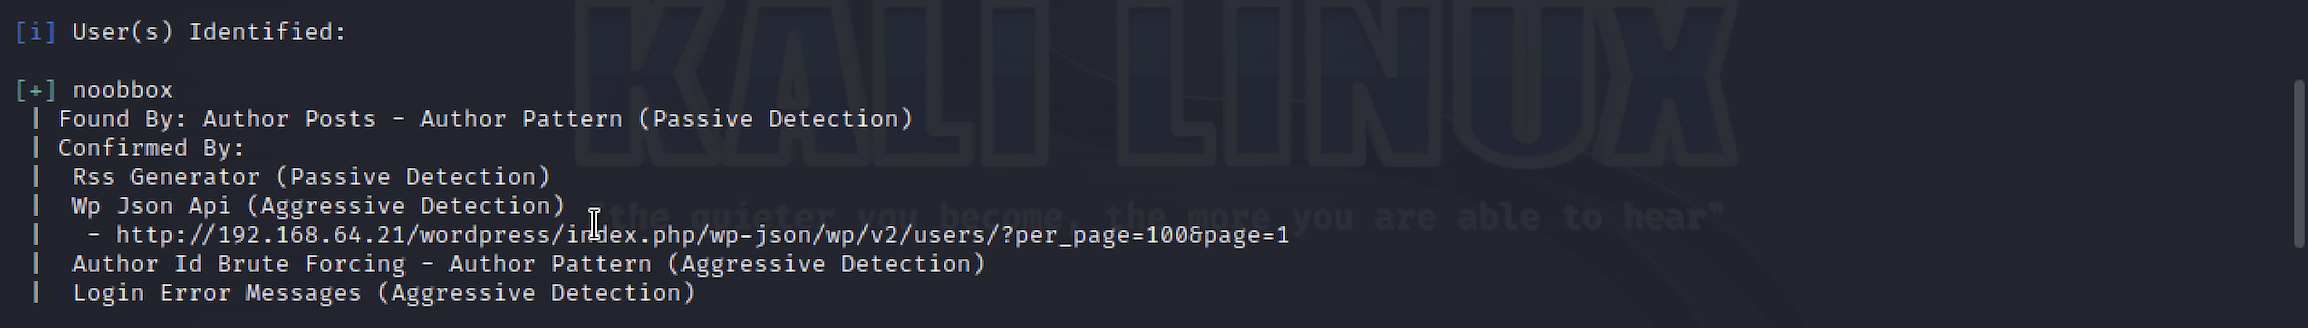 KALI LINUX
[i] User(s) Identified:
[+] noobbox
| Found By: Author Posts - Author Pattern (Passive Detection)
| Confirmed By:
|  Rss Generator (Passive Detection)
|  Wp Json Api (Aggressive Detection)
"the quieter you become, the more you are able to hear"
|   - http://192.168.64.21/wordpress/index.php/wp-json/wp/v2/users/?per_page=100&page=1
|  Author Id Brute Forcing - Author Pattern (Aggressive Detection)
|  Login Error Messages (Aggressive Detection)